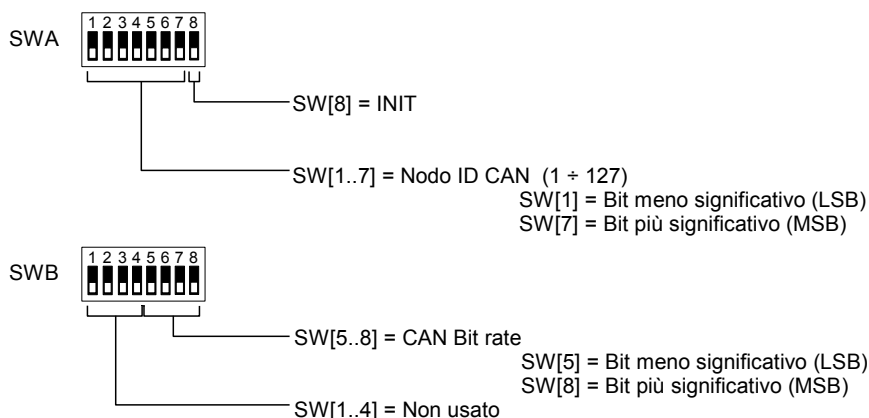 1 2 3 4 5 6 7 8
SWA
SW[8] = INIT
SW[1..7] = Nodo ID CAN (1 ÷ 127)
SW[1] = Bit meno significativo (LSB)
SW[7] = Bit più significativo (MSB)
1 2 3 4 5 6 7 8
SWB
SW[5..8] = CAN Bit rate
SW[5] = Bit meno significativo (LSB)
SW[8] = Bit più significativo (MSB)
SW[1..4] = Non usato